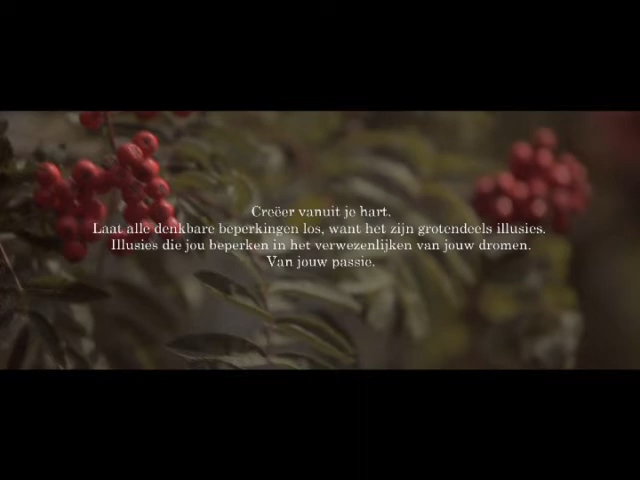 Creëer vanuit je hart.
Laat alle denkbare beperkingen los, want het zijn grotendeels illusies.
Illusies die jou beperken in het verwezenlijken van jouw dromen.
Van jouw passie.